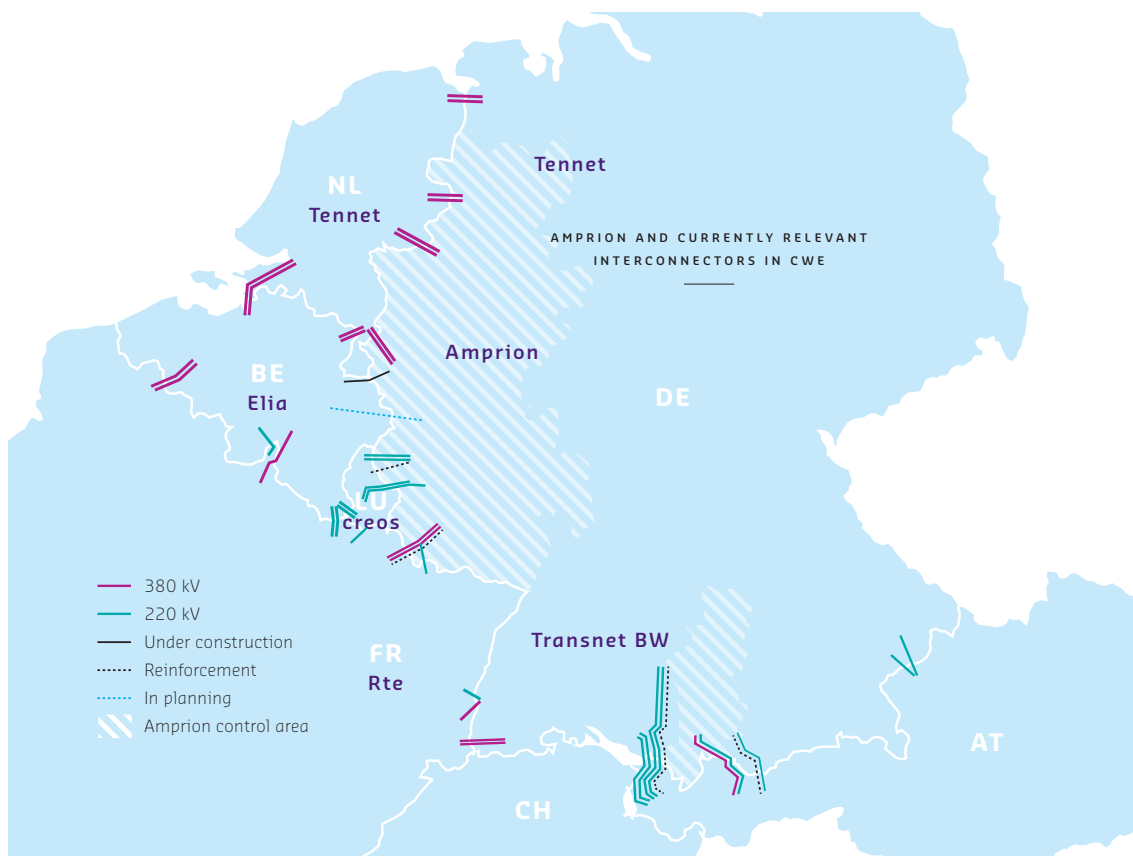 Tennet
NL
Tennet
AMPRION AND CURRENTLY RELEVANT
INTERCONNECTORS IN CWE
Amprion
BE
Elia
DE
LU
creos
380 kV
220 kV
Under construction
Reinforcement
In planning
Amprion control area
FR
Rte
Transnet BW
AT
CH